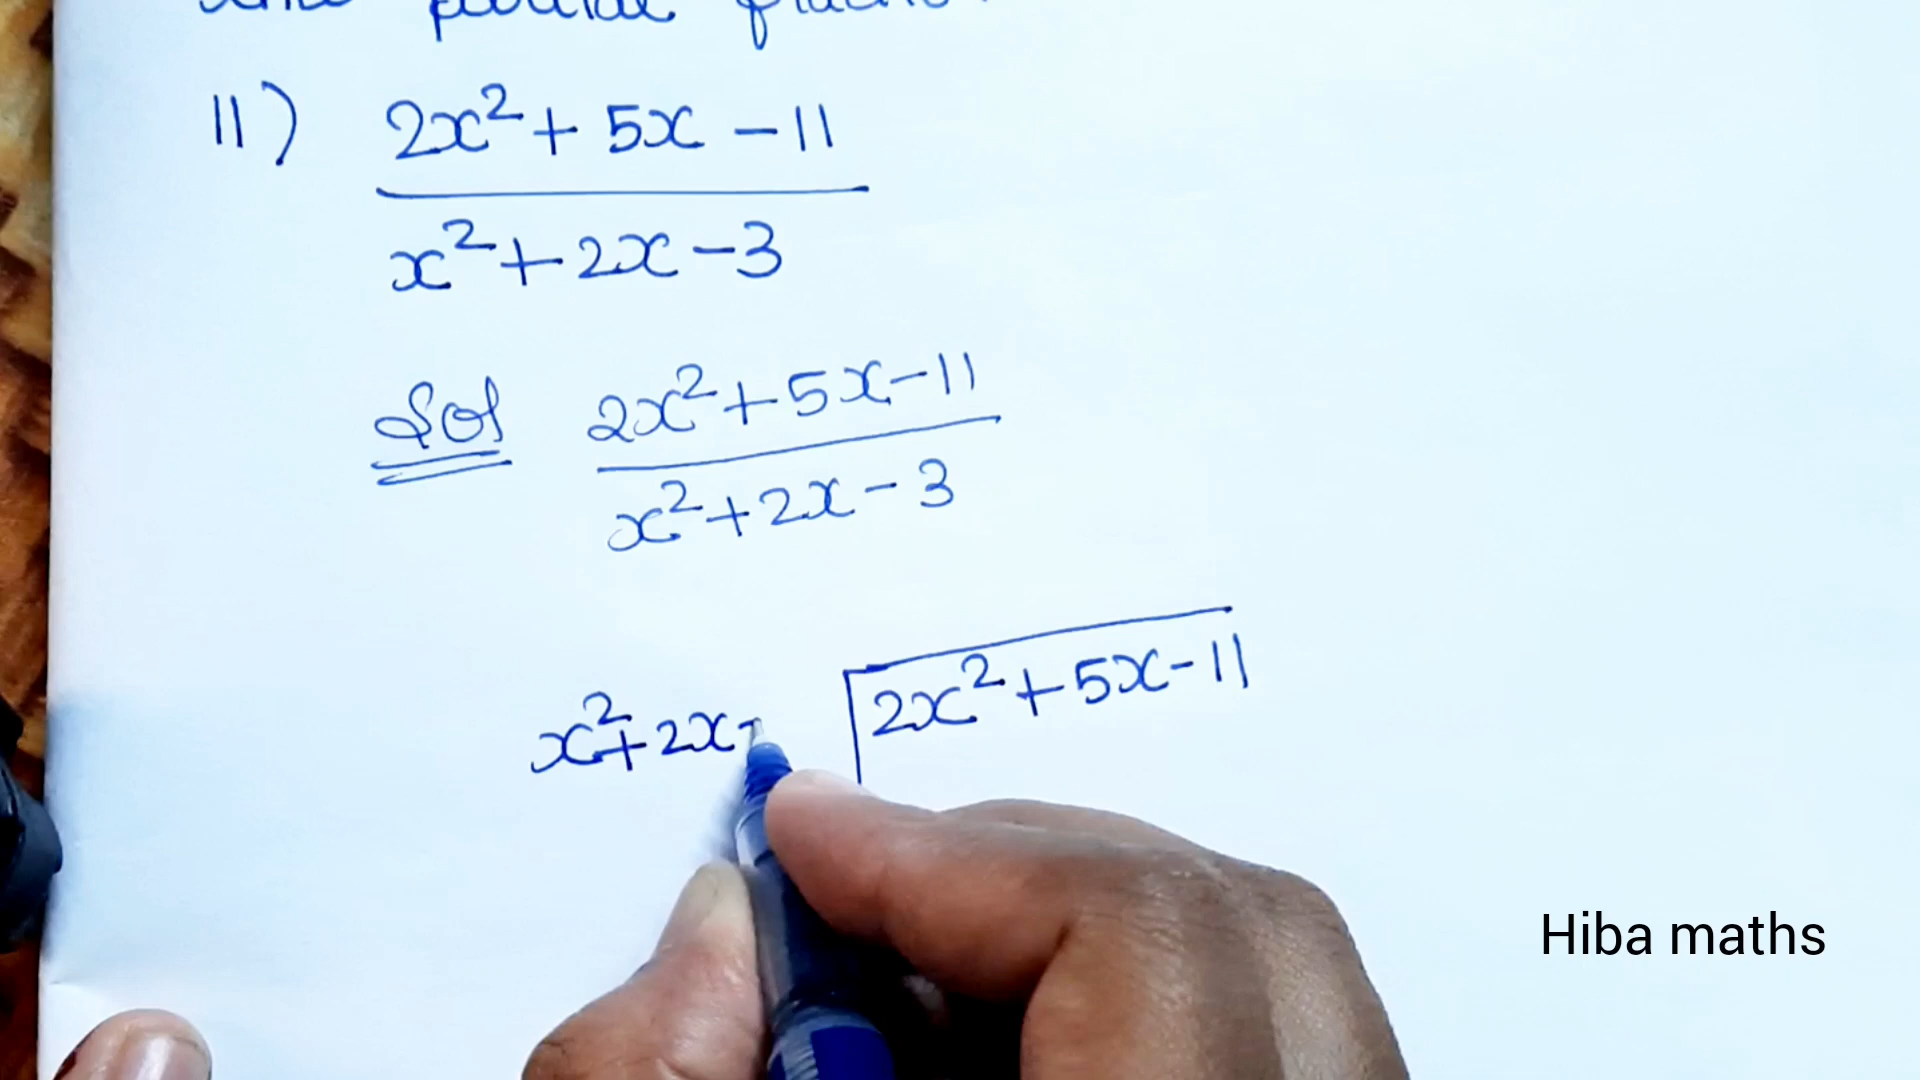 partial
11) 2x² + 5x - 11
x² + 2x - 3
Sol 2x² + 5x - 11
x² + 2x - 3
x² + 2x - 2x² + 5x - 11
Hiba maths